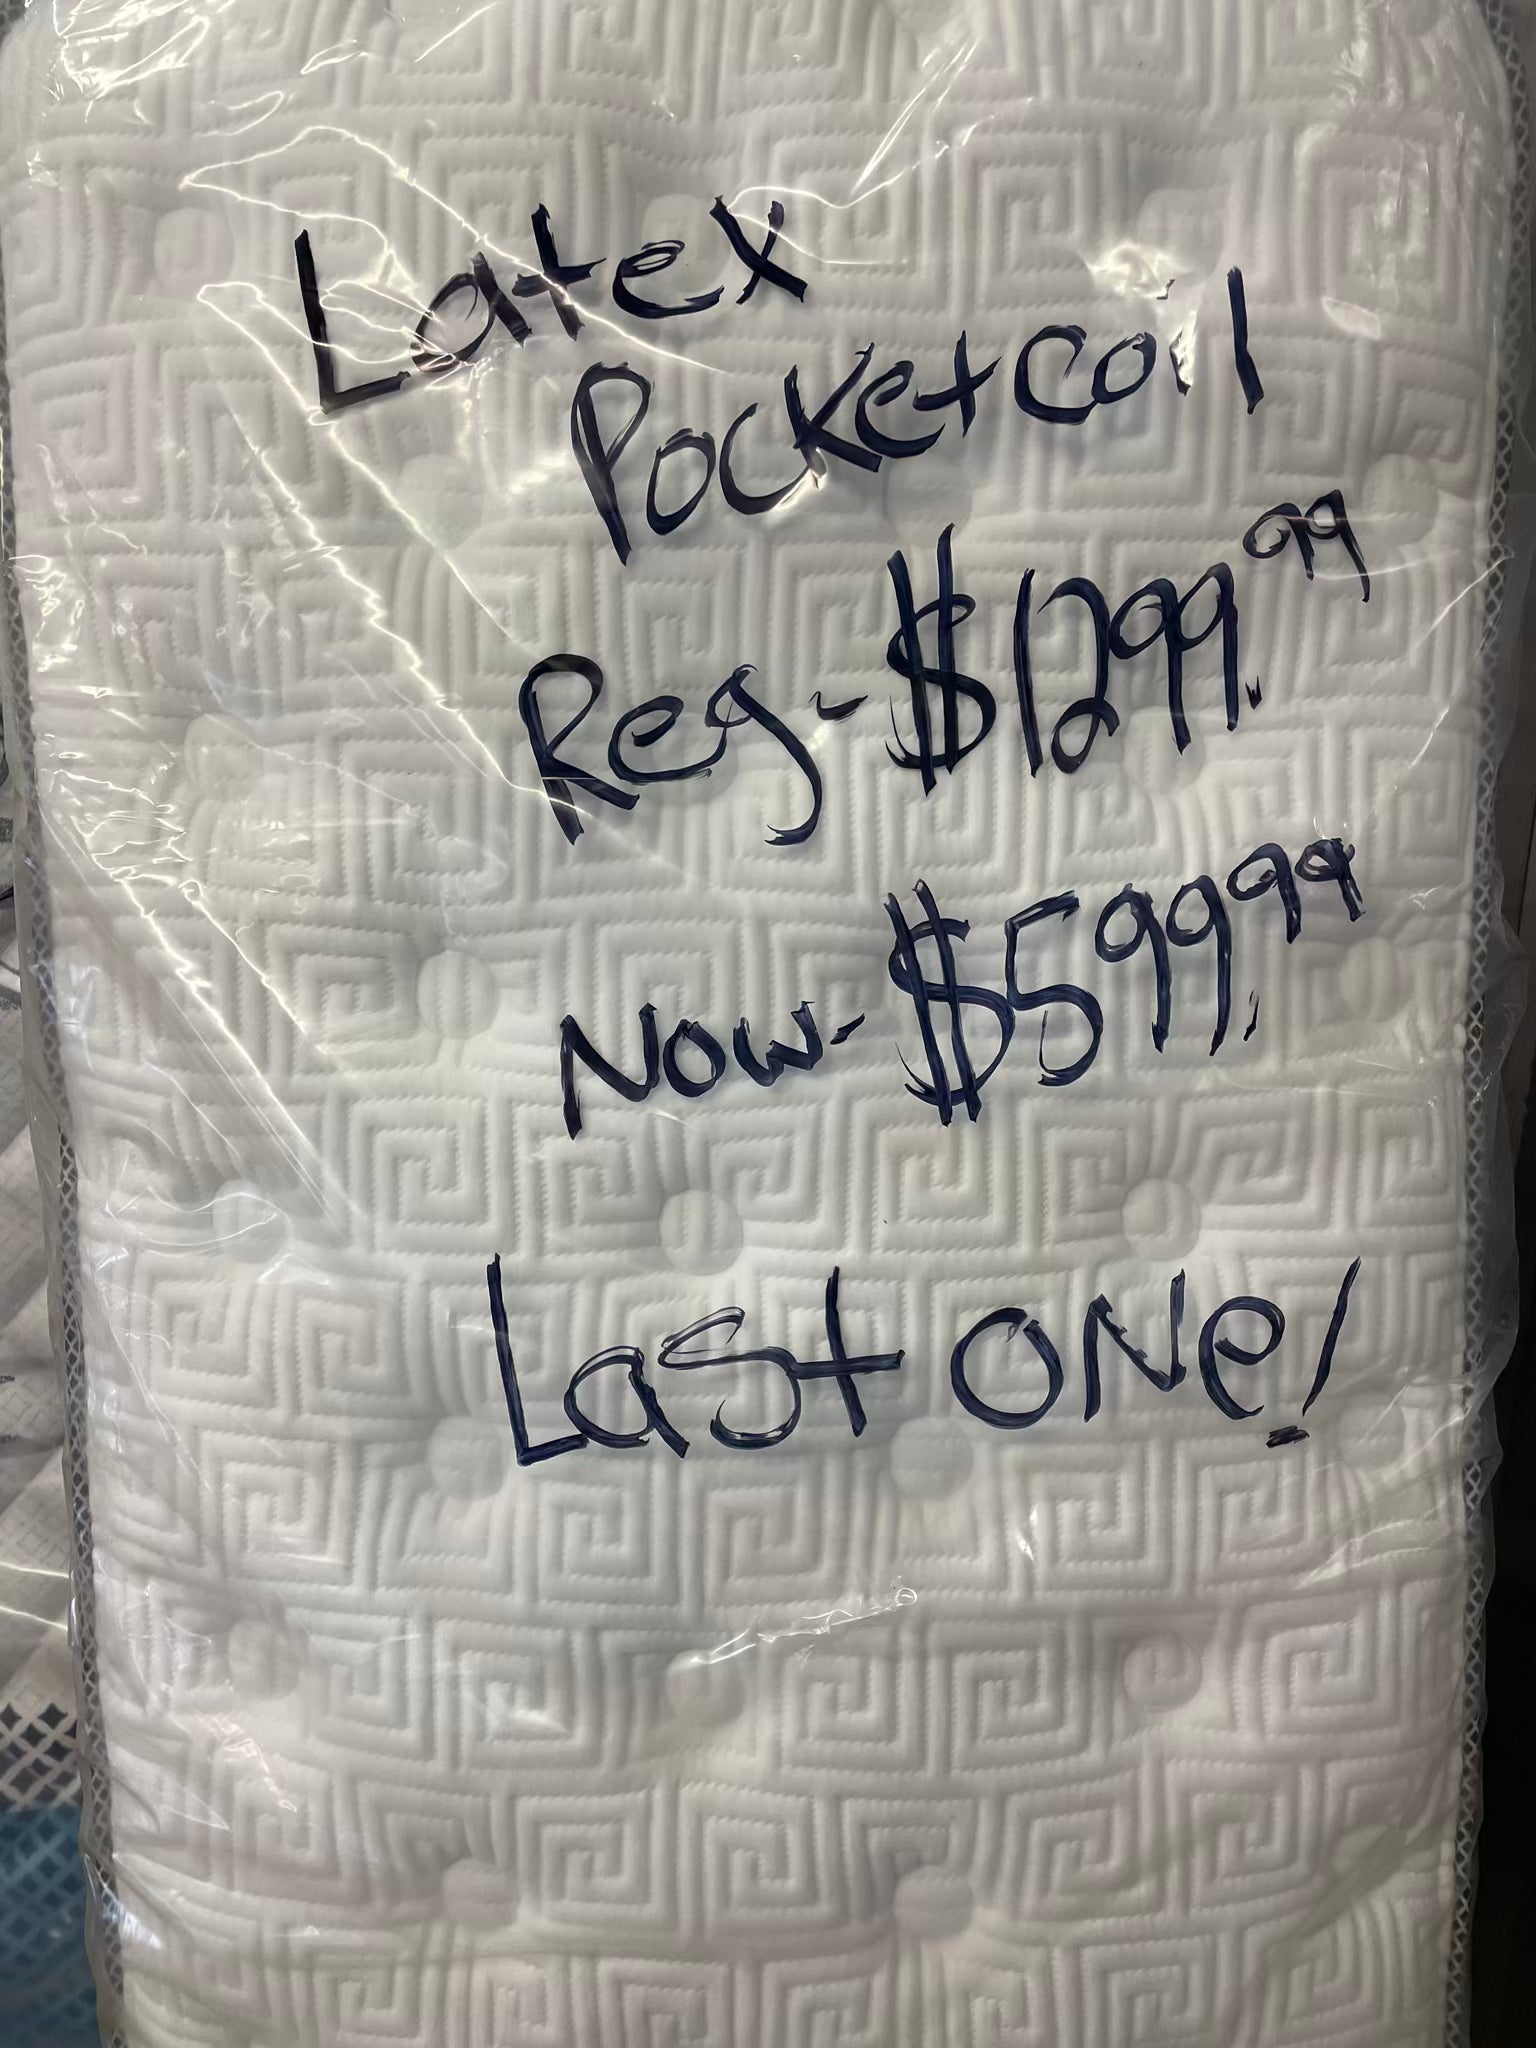 Latex
Pocketcoil
Reg-$1299.99
Now-$599.99
Last one!